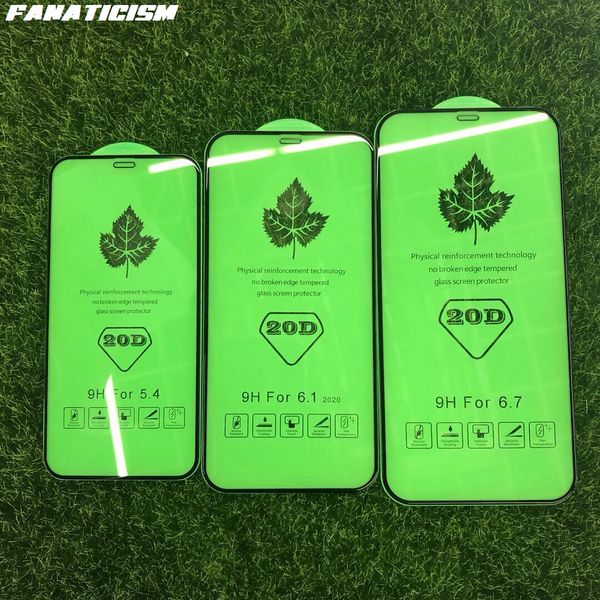 FANATICISM
Physical reinforcement technology
no broken edge tempered
glass screen protector
20D
9H For 5.4
Physical reinforcement technology
no broken edge tempered
glass screen protector
20D
9H For 6.1 2020
Physical reinforcement technology
no broken edge tempered
glass screen protector
20D
9H For 6.7